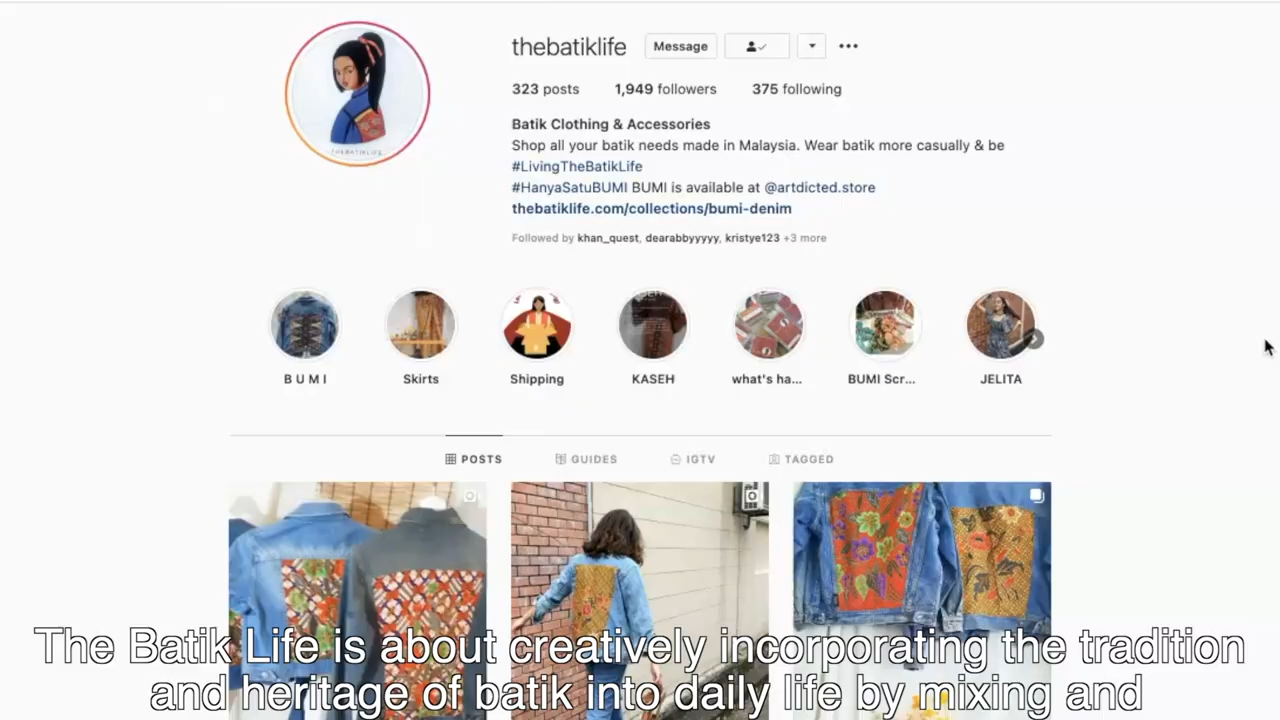 thebatiklife Message
323 posts 1,949 followers 375 following
Batik Clothing & Accessories
Shop all your batik needs made in Malaysia. Wear batik more casually & be
#LivingTheBatikLife
#HanyaSatuBUMI BUMI is available at @artdicted.store
thebatiklife.com/collections/bumi-denim
Followed by khan_quest, dearabbyyyyy, kristye123 +3 more
THEBATIKLIFE
B U M I Skirts Shipping KASEH what's ha... BUMI Scr... JELITA
POSTS GUIDES IGTV TAGGED
The Batik Life is about creatively incorporating the tradition
and heritage of batik into daily life by mixing and